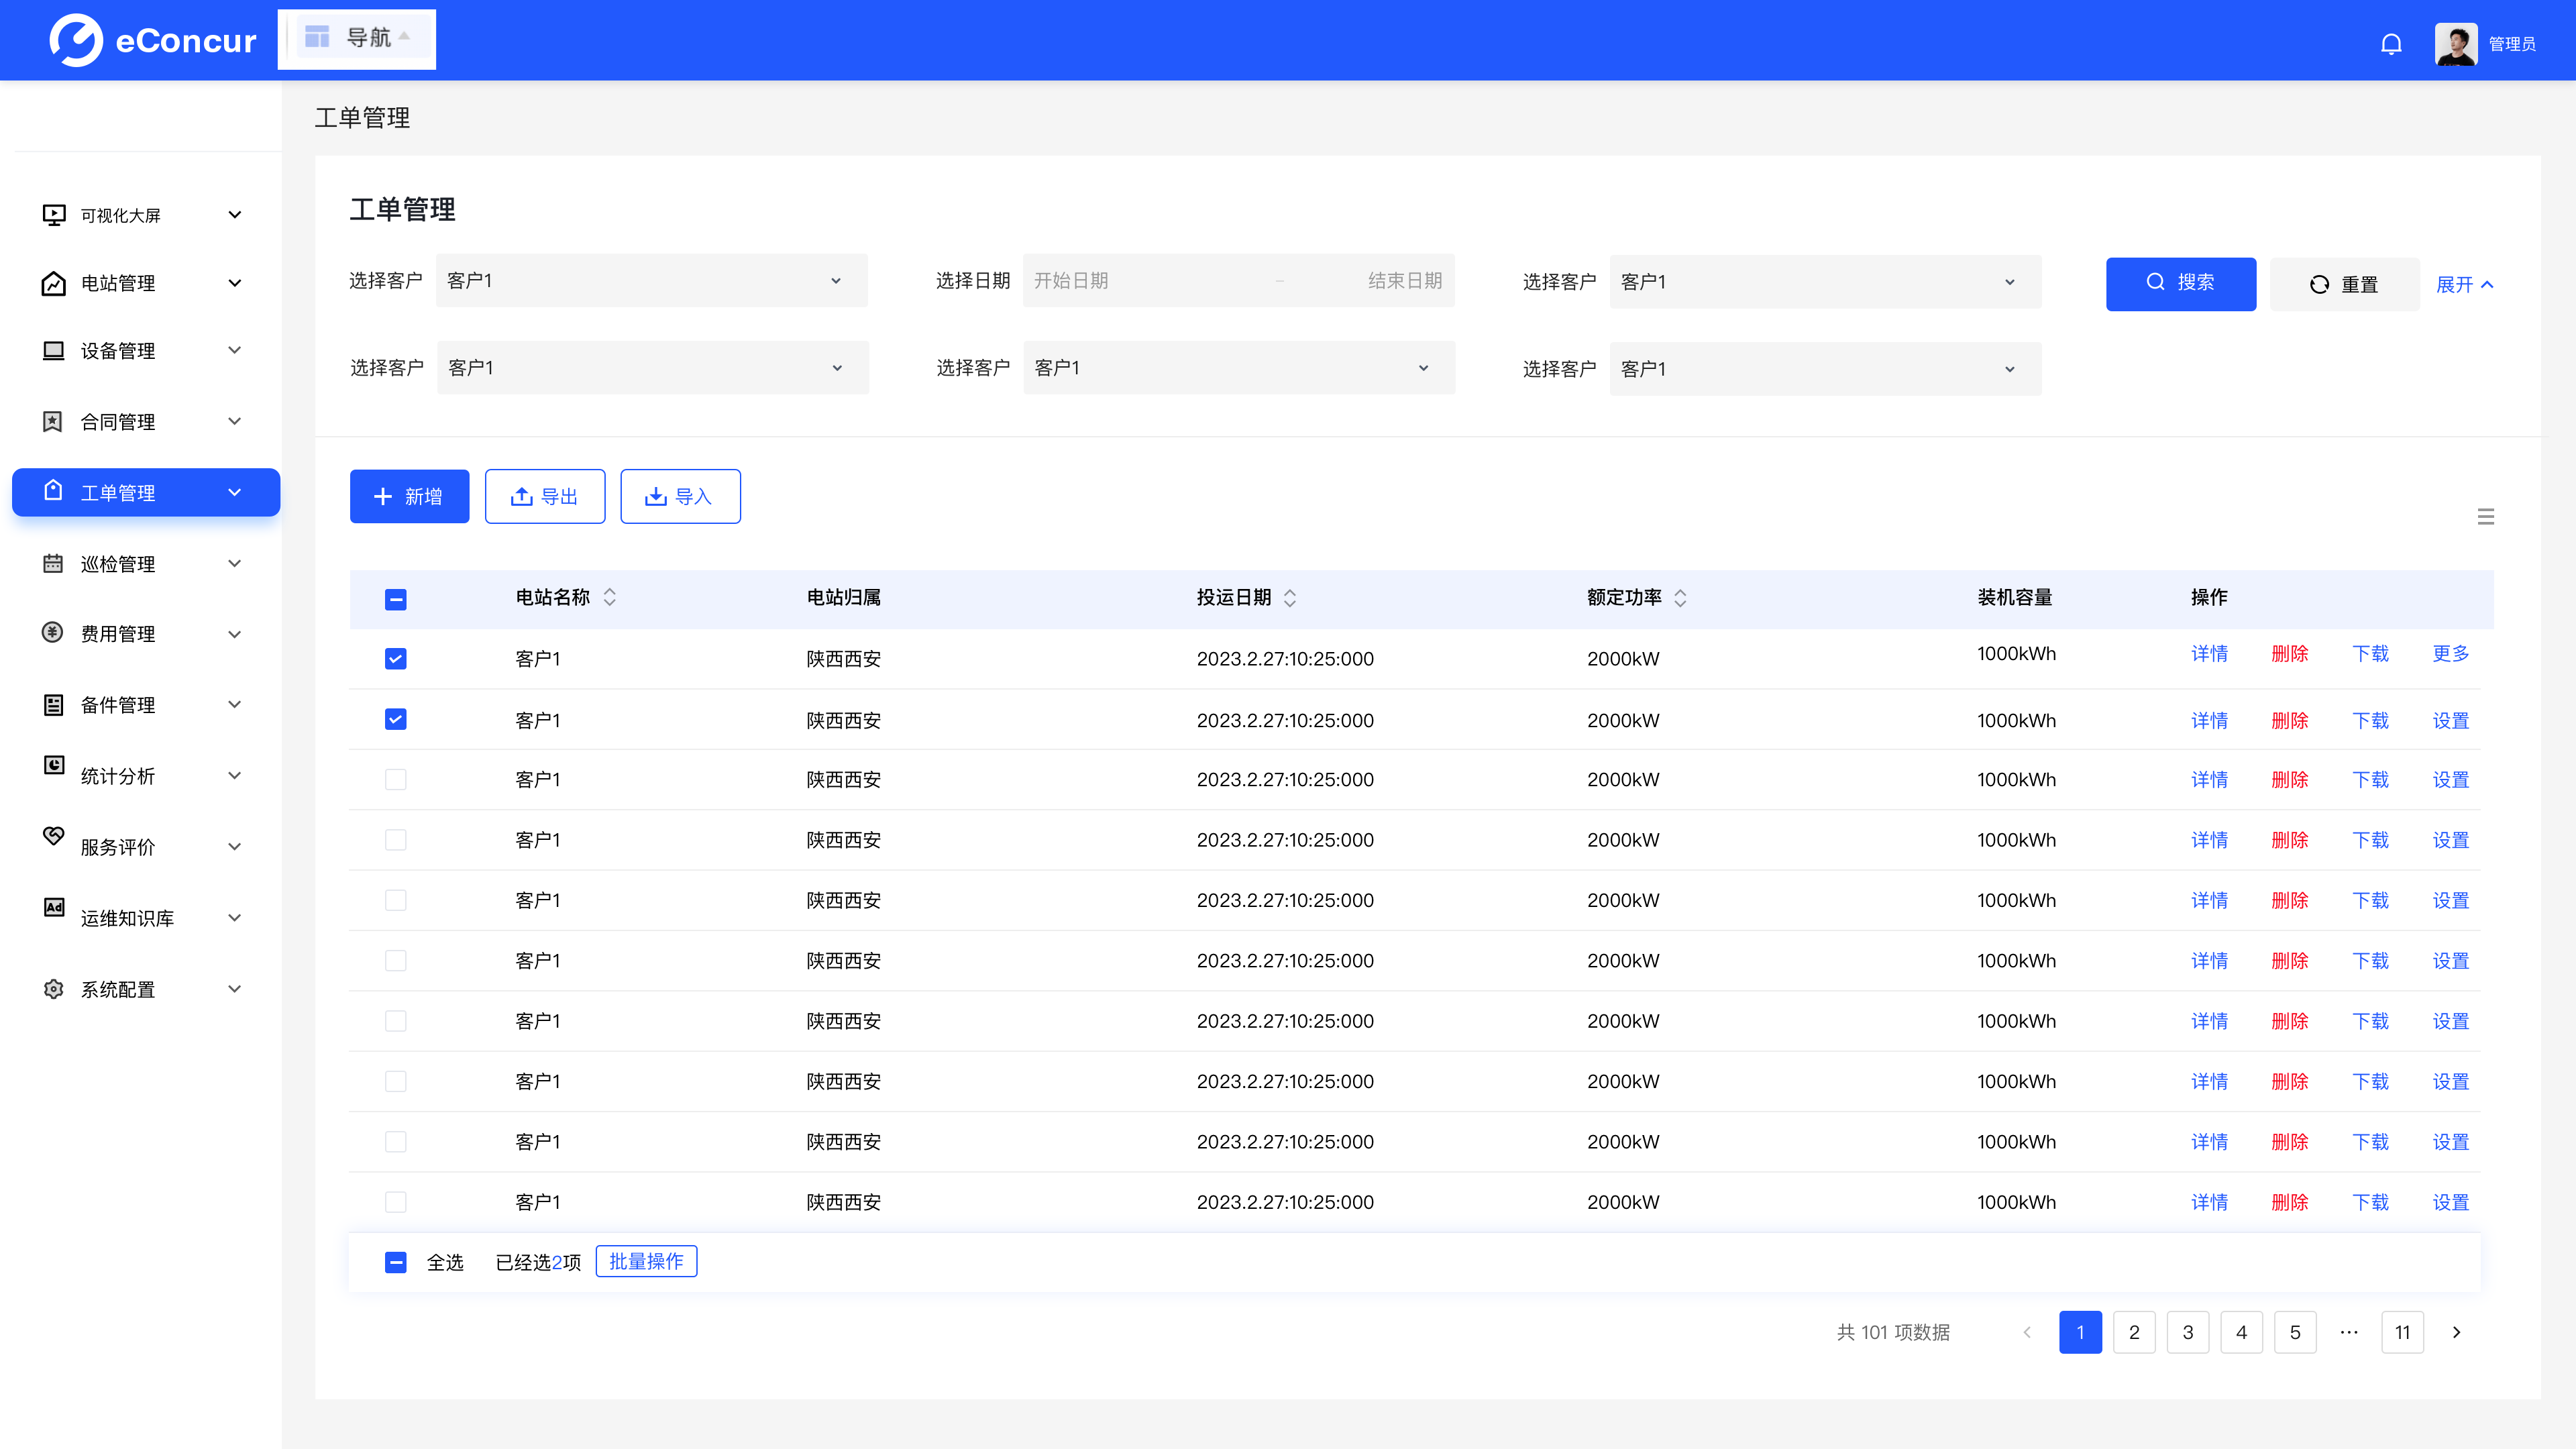 eConcur 导航 管理员
工单管理
可视化大屏
电站管理
设备管理
合同管理
工单管理
巡检管理
费用管理
备件管理
统计分析
服务评价
Ad 运维知识库
系统配置
工单管理
选择客户 客户1 选择日期 开始日期 – 结束日期 选择客户 客户1 搜索 重置 展开
选择客户 客户1 选择客户 客户1 选择客户 客户1
新增 导出 导入
电站名称 电站归属 投运日期 额定功率 装机容量 操作
客户1 陕西西安 2023.2.27:10:25:000 2000kW 1000kWh 详情 删除 下载 更多
客户1 陕西西安 2023.2.27:10:25:000 2000kW 1000kWh 详情 删除 下载 设置
客户1 陕西西安 2023.2.27:10:25:000 2000kW 1000kWh 详情 删除 下载 设置
客户1 陕西西安 2023.2.27:10:25:000 2000kW 1000kWh 详情 删除 下载 设置
客户1 陕西西安 2023.2.27:10:25:000 2000kW 1000kWh 详情 删除 下载 设置
客户1 陕西西安 2023.2.27:10:25:000 2000kW 1000kWh 详情 删除 下载 设置
客户1 陕西西安 2023.2.27:10:25:000 2000kW 1000kWh 详情 删除 下载 设置
客户1 陕西西安 2023.2.27:10:25:000 2000kW 1000kWh 详情 删除 下载 设置
客户1 陕西西安 2023.2.27:10:25:000 2000kW 1000kWh 详情 删除 下载 设置
客户1 陕西西安 2023.2.27:10:25:000 2000kW 1000kWh 详情 删除 下载 设置
全选 已经选2项 批量操作
共 101 项数据 1 2 3 4 5 ··· 11